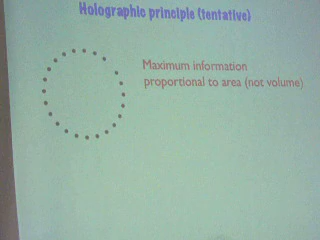 Holographic principle (tentative)
Maximum information
proportional to area (not volume)